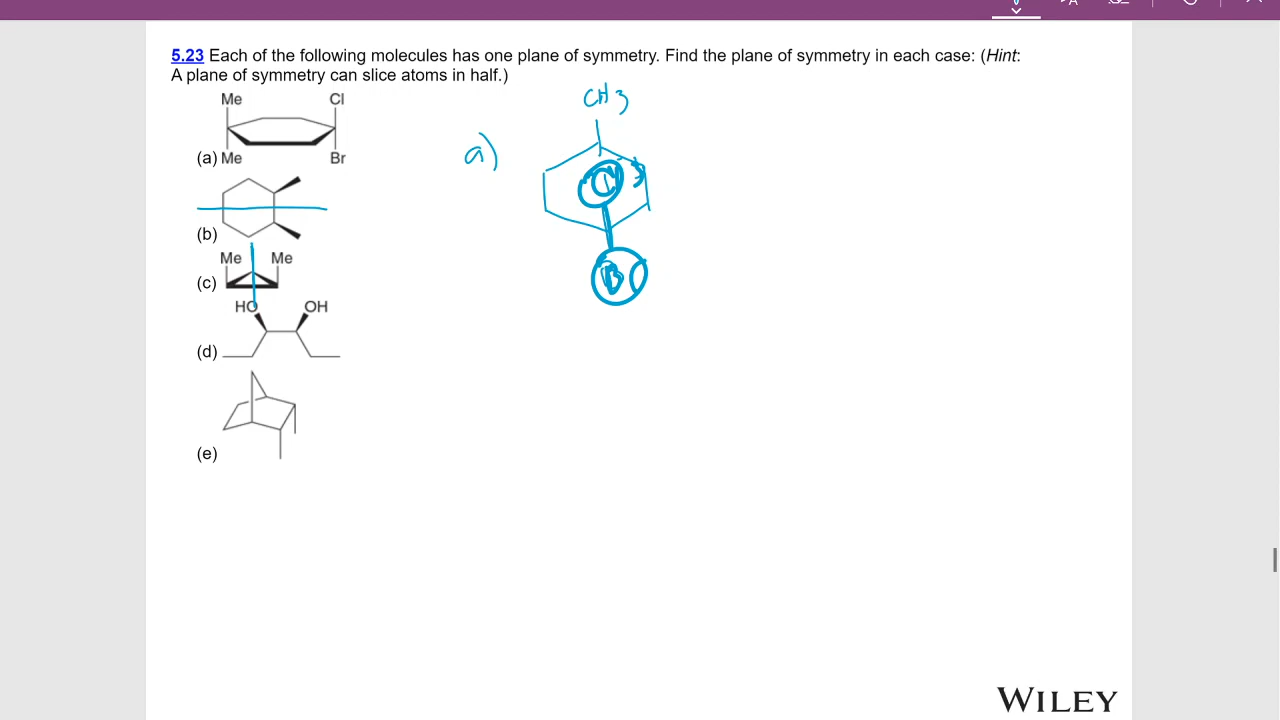 5.23 Each of the following molecules has one plane of symmetry. Find the plane of symmetry in each case: (Hint:
A plane of symmetry can slice atoms in half.)
Me Cl
(a) Me Br
CH3
a)
(b)
Me Me
(c)
HO OH
(d)
(e)
WILEY